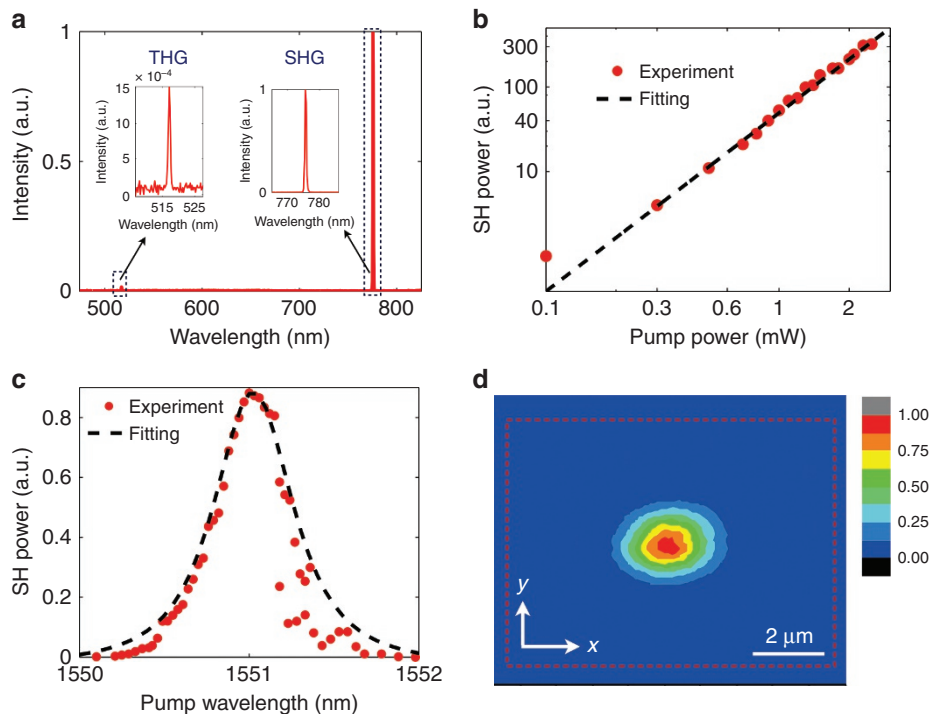 a
Intensity (a.u.)
1
0.5
0
500
600
700
800
Wavelength (nm)
THG
× 10⁻⁴
15
10
5
0
515
525
Intensity (a.u.)
Wavelength (nm)
SHG
1
0
770
780
Intensity (a.u.)
Wavelength (nm)
b
SH power (a.u.)
300
100
40
10
0.1
0.3
0.6
1
2
Pump power (mW)
Experiment
Fitting
c
SH power (a.u.)
0.8
0.6
0.4
0.2
0
1550
1551
1552
Pump wavelength (nm)
Experiment
Fitting
d
y
x
2 μm
1.00
0.75
0.50
0.25
0.00